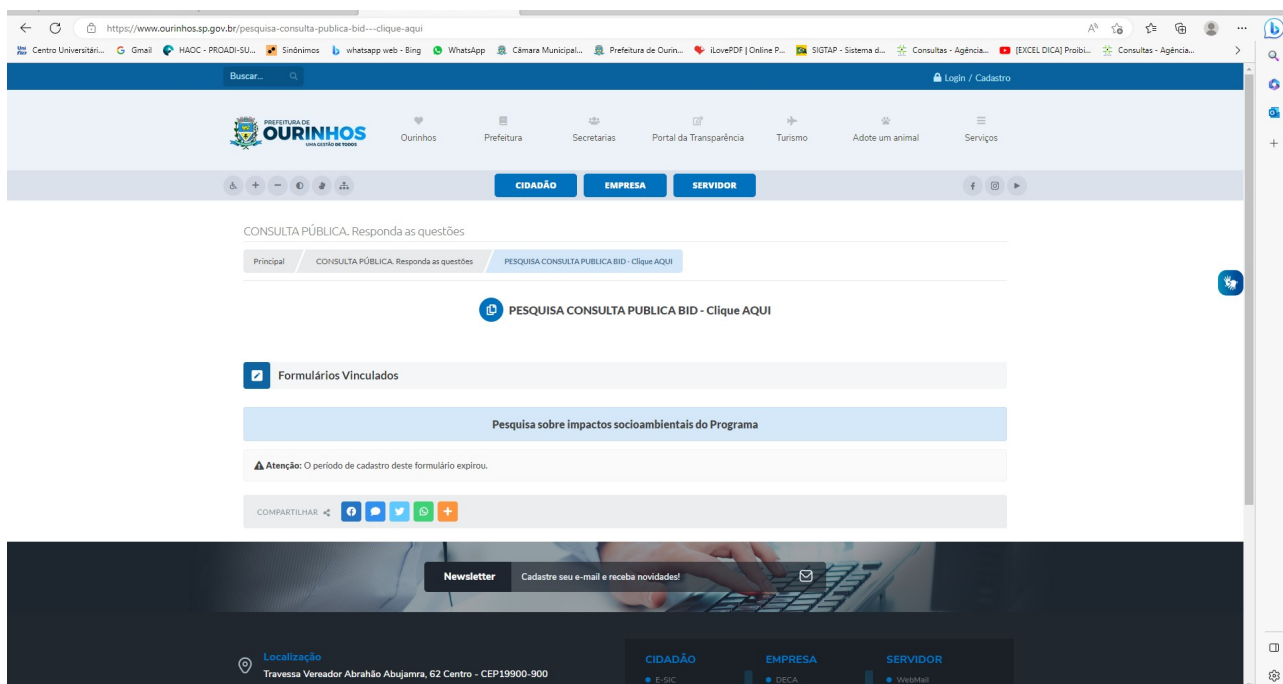 https://www.ourinhos.sp.gov.br/pesquisa-consulta-publica-bid---clique-aqui
Centro Universitári... Gmail HAOC - PROADI-SU... Sinônimos whatsapp web - Bing WhatsApp Câmara Municipal... Prefeitura de Ourin... iLovePDF | Online P... SIGTAP - Sistema d... Consultas - Agência... [EXCEL DICA] Proibi... Consultas - Agência...
Buscar... Login / Cadastro
PREFEITURA DE
OURINHOS
UMA GESTÃO DE TODOS
Ourinhos Prefeitura Secretarias Portal da Transparência Turismo Adote um animal Serviços
CIDADÃO EMPRESA SERVIDOR
CONSULTA PÚBLICA. Responda as questões
Principal CONSULTA PÚBLICA. Responda as questões PESQUISA CONSULTA PUBLICA BID - Clique AQUI
PESQUISA CONSULTA PUBLICA BID - Clique AQUI
Formulários Vinculados
Pesquisa sobre impactos socioambientais do Programa
Atenção: O período de cadastro deste formulário expirou.
COMPARTILHAR
Newsletter Cadastre seu e-mail e receba novidades!
Localização
Travessa Vereador Abrahão Abujamra, 62 Centro - CEP19900-900
CIDADÃO EMPRESA SERVIDOR
E-SIC DECA WebMail